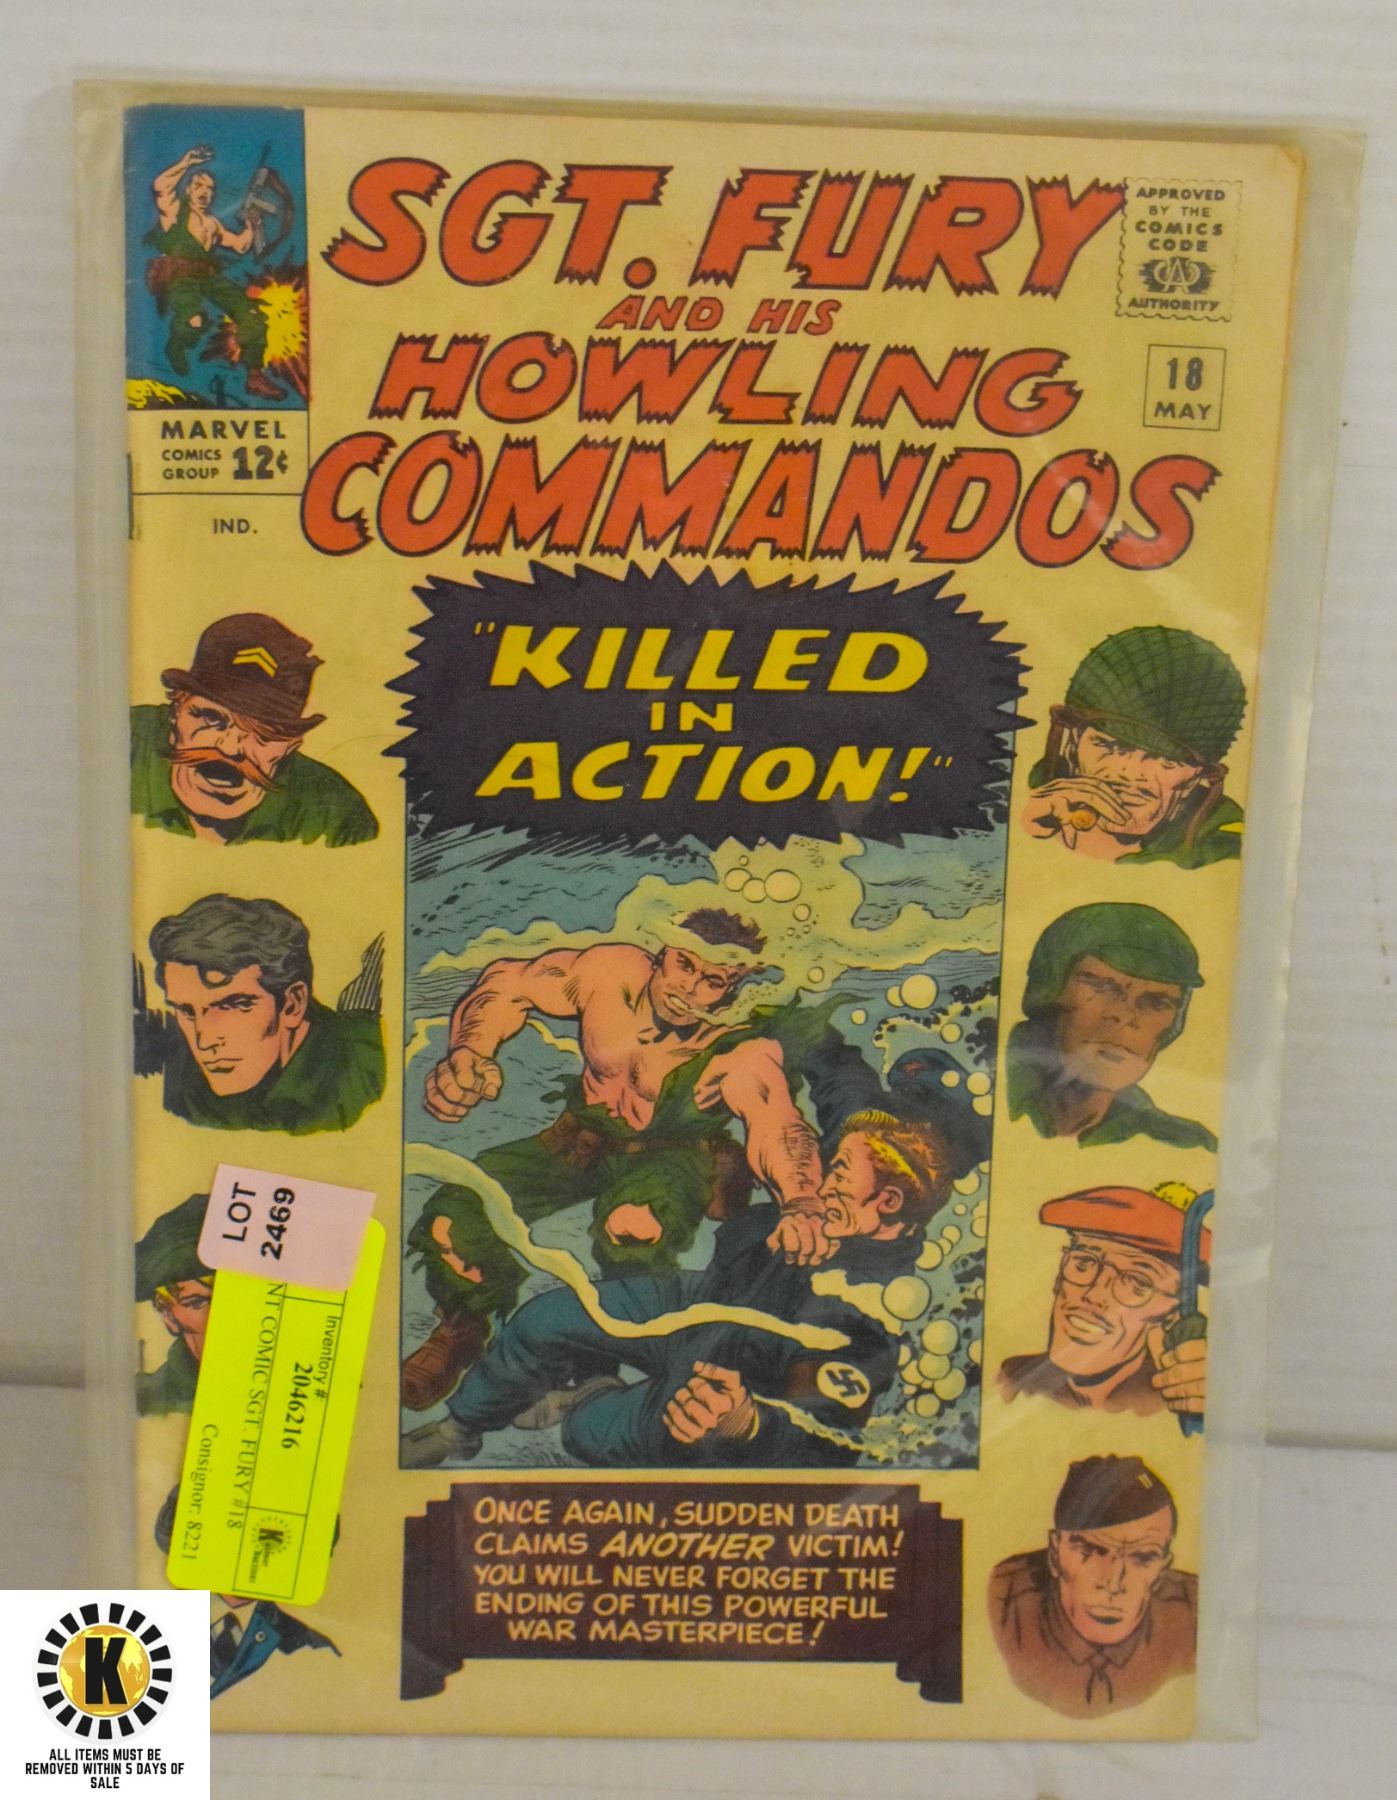 SGT. FURY
AND HIS
HOWLING
COMMANDOS
APPROVED
BY THE
COMICS
CODE
CA
AUTHORITY
18
MAY
MARVEL
COMICS
GROUP 12¢
IND.
"KILLED
IN
ACTION!"
LOT
2469
Inventory #:
2046216
NT COMIC SGT. FURY #18
Consignor: 8221
ONCE AGAIN, SUDDEN DEATH
CLAIMS ANOTHER VICTIM!
YOU WILL NEVER FORGET THE
ENDING OF THIS POWERFUL
WAR MASTERPIECE!
K
ALL ITEMS MUST BE
REMOVED WITHIN 5 DAYS OF
SALE